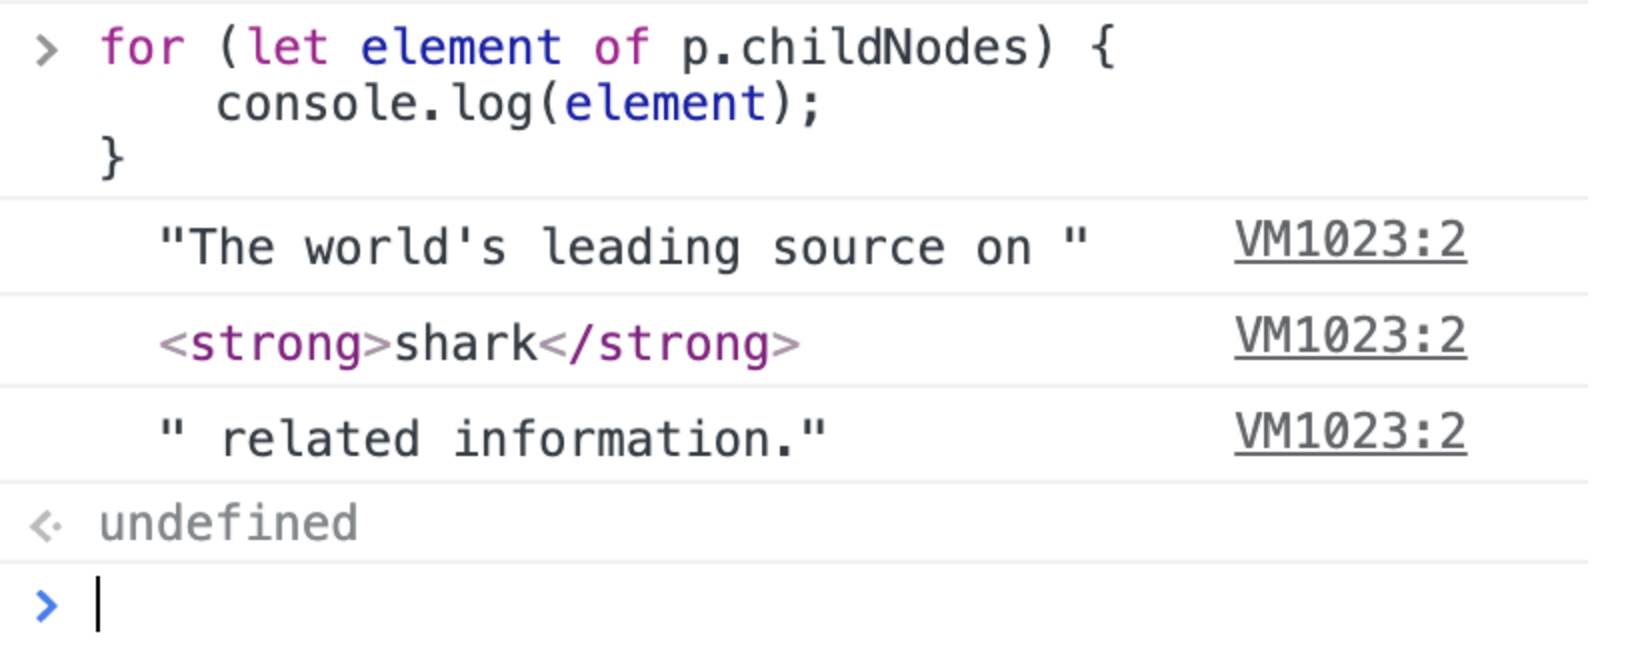 > for (let element of p.childNodes) {
console.log(element);
}
"The world's leading source on " VM1023:2
<strong>shark</strong> VM1023:2
" related information." VM1023:2
undefined
>